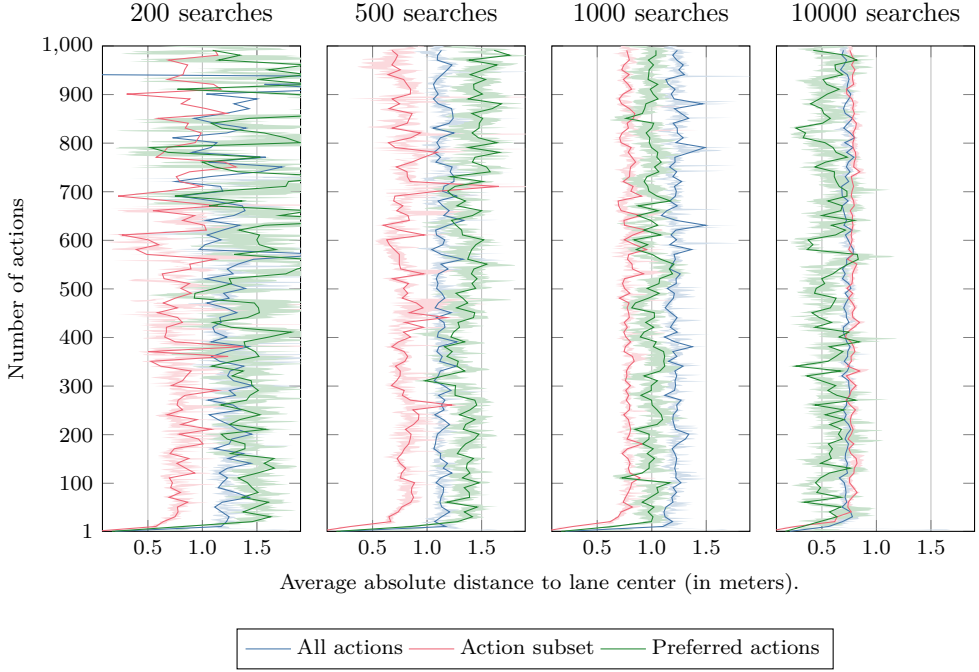 200 searches 500 searches 1000 searches 10000 searches
1,000
900
800
700
600
500
400
300
200
100
1
Number of actions
0.5 1.0 1.5 0.5 1.0 1.5 0.5 1.0 1.5 0.5 1.0 1.5
Average absolute distance to lane center (in meters).
All actions Action subset Preferred actions